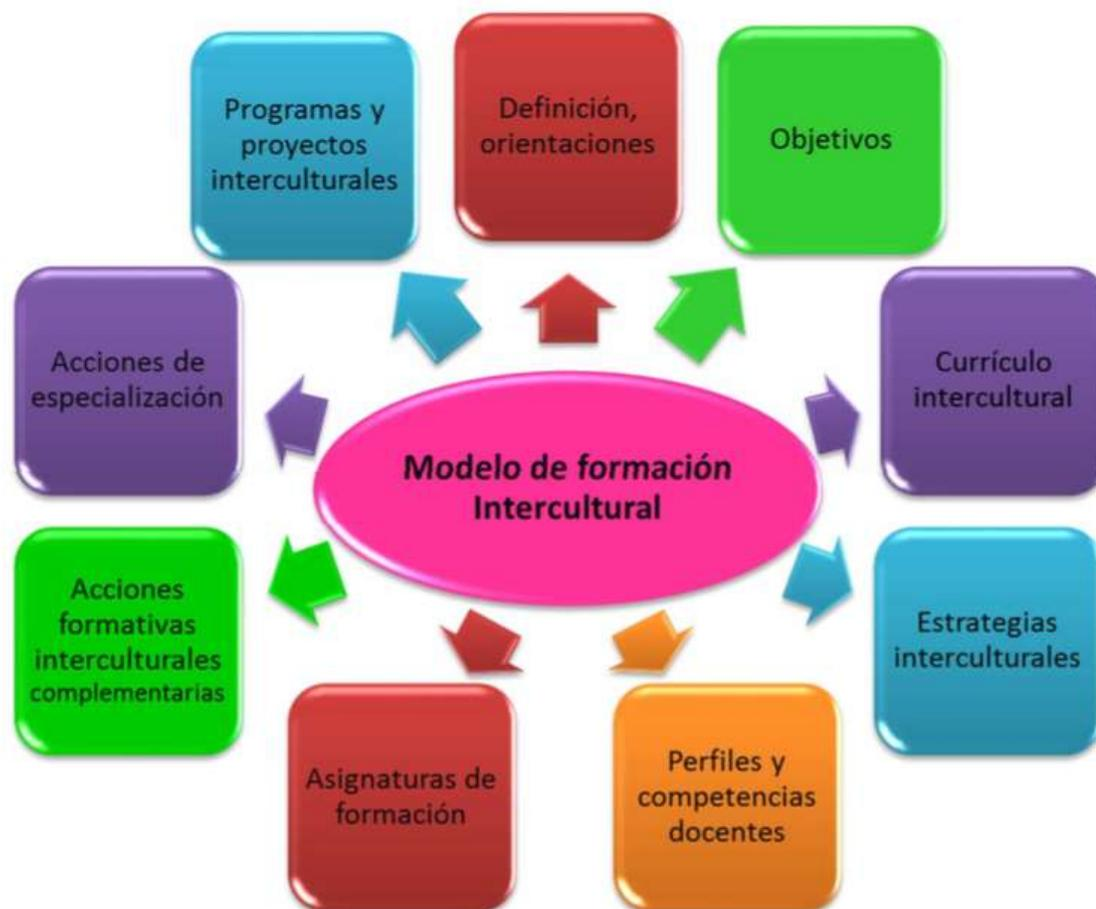 Programas y
proyectos
interculturales
Definición,
orientaciones
Objetivos
Acciones de
especialización
Currículo
intercultural
Modelo de formación
Intercultural
Acciones
formativas
interculturales
complementarias
Estrategias
interculturales
Asignaturas de
formación
Perfiles y
competencias
docentes